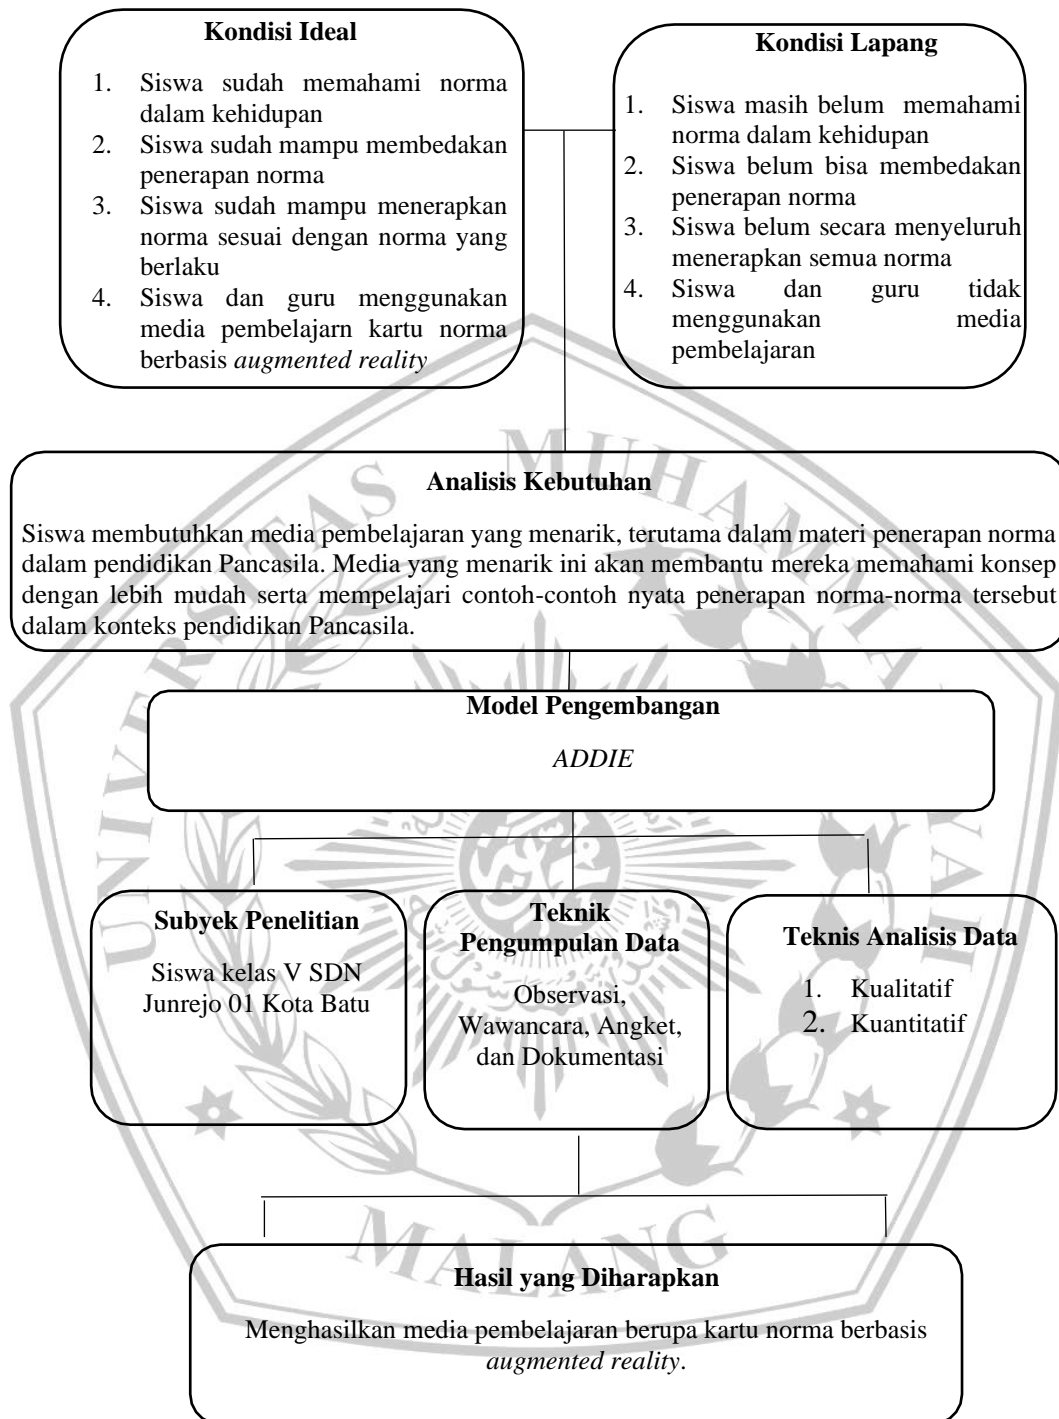 Kondisi Ideal
1. Siswa sudah memahami norma
dalam kehidupan
2. Siswa sudah mampu membedakan
penerapan norma
3. Siswa sudah mampu menerapkan
norma sesuai dengan norma yang
berlaku
4. Siswa dan guru menggunakan
media pembelajarn kartu norma
berbasis augmented reality
Kondisi Lapang
1. Siswa masih belum memahami
norma dalam kehidupan
2. Siswa belum bisa membedakan
penerapan norma
3. Siswa belum secara menyeluruh
menerapkan semua norma
4. Siswa dan guru tidak
menggunakan media
pembelajaran
Analisis Kebutuhan
Siswa membutuhkan media pembelajaran yang menarik, terutama dalam materi penerapan norma
dalam pendidikan Pancasila. Media yang menarik ini akan membantu mereka memahami konsep
dengan lebih mudah serta mempelajari contoh-contoh nyata penerapan norma-norma tersebut
dalam konteks pendidikan Pancasila.
Model Pengembangan
ADDIE
Subyek Penelitian
Siswa kelas V SDN
Junrejo 01 Kota Batu
Teknik
Pengumpulan Data
Observasi,
Wawancara, Angket,
dan Dokumentasi
Teknis Analisis Data
1. Kualitatif
2. Kuantitatif
Hasil yang Diharapkan
Menghasilkan media pembelajaran berupa kartu norma berbasis
augmented reality.
UNIVERSITAS MUHAMMADIYAH
MALANG